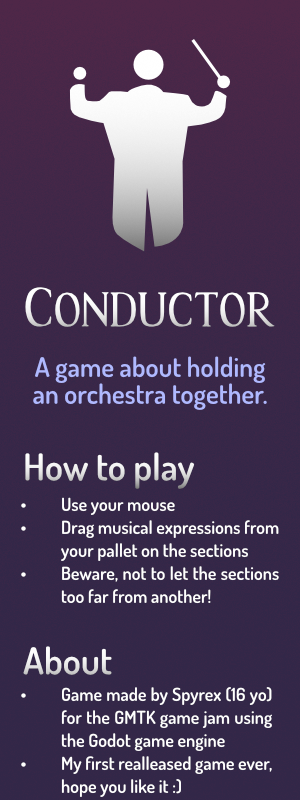 CONDUCTOR
A game about holding
an orchestra together.
How to play
• Use your mouse
• Drag musical expressions from
your pallet on the sections
• Beware, not to let the sections
too far from another!
About
• Game made by Spyrex (16 yo)
for the GMTK game jam using
the Godot game engine
• My first realleased game ever,
hope you like it :)